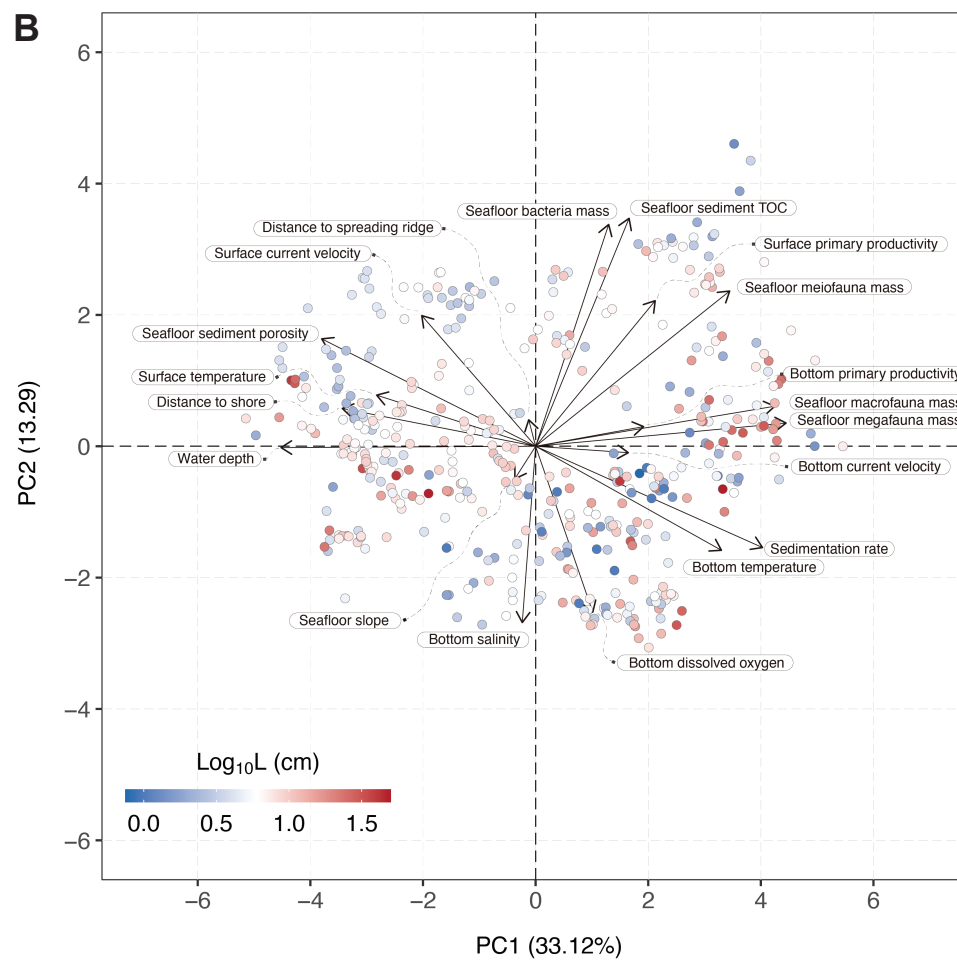 B
6
4
2
0
−2
−4
−6
PC2 (13.29)
Seafloor bacteria mass
Seafloor sediment TOC
Distance to spreading ridge
Surface primary productivity
Surface current velocity
Seafloor meiofauna mass
Seafloor sediment porosity
Surface temperature
Bottom primary productivity
Distance to shore
Seafloor macrofauna mass
Seafloor megafauna mass
Water depth
Bottom current velocity
Sedimentation rate
Bottom temperature
Seafloor slope
Bottom salinity
Bottom dissolved oxygen
Log10L (cm)
0.0 0.5 1.0 1.5
−6 −4 −2 0 2 4 6
PC1 (33.12%)